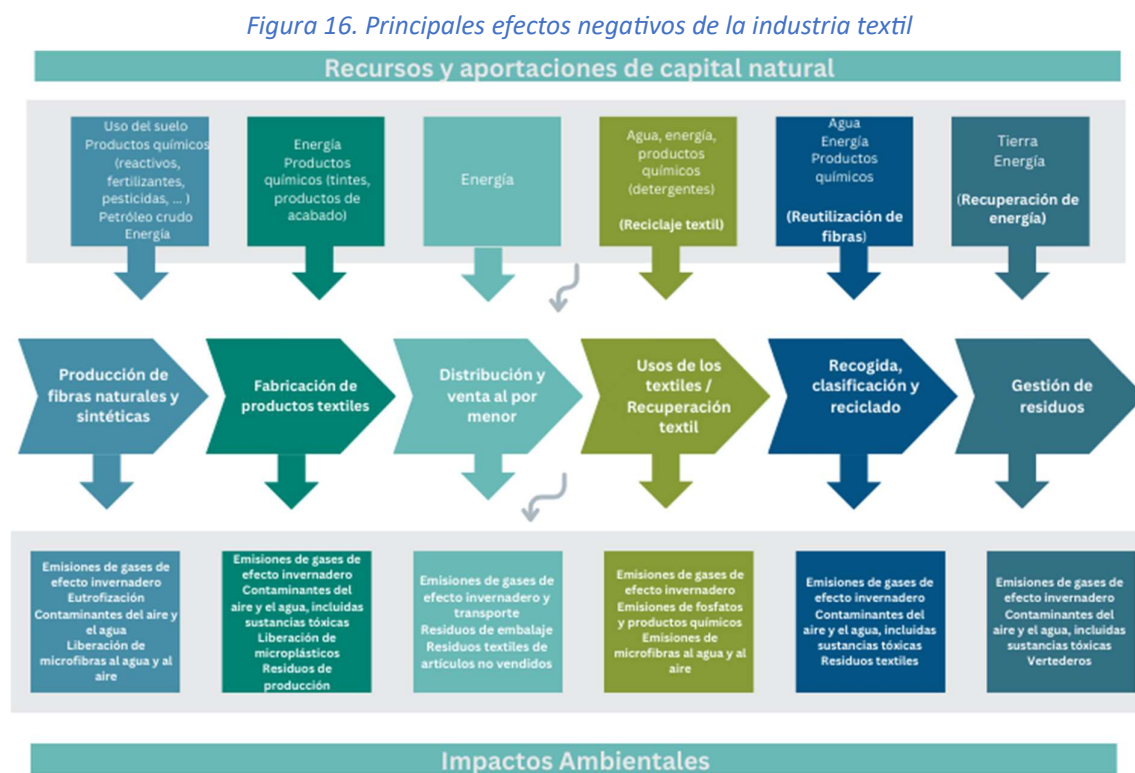 Figura 16. Principales efectos negativos de la industria textil
Recursos y aportaciones de capital natural
Uso del suelo
Productos químicos
(reactivos,
fertilizantes,
pesticidas, ... )
Petróleo crudo
Energía
Energía
Productos
químicos (tintes,
productos de
acabado)
Energía
Agua, energía,
productos
químicos
(detergentes)
(Reciclaje textil)
Agua
Energía
Productos
químicos
(Reutilización de
fibras)
Tierra
Energía
(Recuperación de
energía)
Producción de
fibras naturales y
sintéticas
Fabricación de
productos textiles
Distribución y
venta al por
menor
Usos de los
textiles /
Recuperación
textil
Recogida,
clasificación y
reciclado
Gestión de
residuos
Emisiones de gases de
efecto invernadero
Eutrofización
Contaminantes del aire y
el agua
Liberación de
microfibras al agua y al
aire
Emisiones de gases de
efecto invernadero
Contaminantes del
aire y el agua, incluidas
sustancias tóxicas
Liberación de
microplásticos
Residuos de
producción
Emisiones de gases de
efecto invernadero y
transporte
Residuos de embalaje
Residuos textiles de
artículos no vendidos
Emisiones de gases de
efecto invernadero
Emisiones de fosfatos
y productos químicos
Emisiones de
microfibras al agua y al
aire
Emisiones de gases de
efecto invernadero
Contaminantes del
aire y el agua, incluidas
sustancias tóxicas
Residuos textiles
Emisiones de gases de
efecto invernadero
Contaminantes del
aire y el agua, incluidas
sustancias tóxicas
Vertederos
Impactos Ambientales